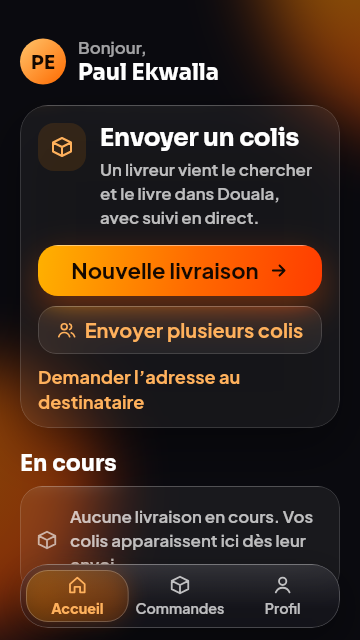 PE
Bonjour,
Paul Ekwalla
Envoyer un colis
Un livreur vient le chercher
et le livre dans Douala,
avec suivi en direct.
Nouvelle livraison →
Envoyer plusieurs colis
Demander l’adresse au
destinataire
En cours
Aucune livraison en cours. Vos
colis apparaissent ici dès leur
Accueil
Commandes
Profil